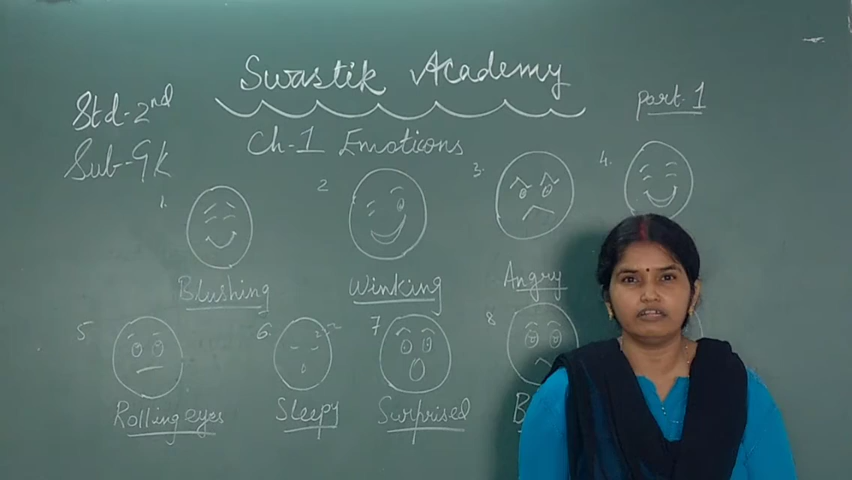 Swastik Academy
Std-2nd
part-1
Sub-Gk
Ch-1 Emoticons
1.
2
3.
4.
Blushing
Winking
Angry
5
6.
7
8
Rolling eyes
Sleepy
Surprised